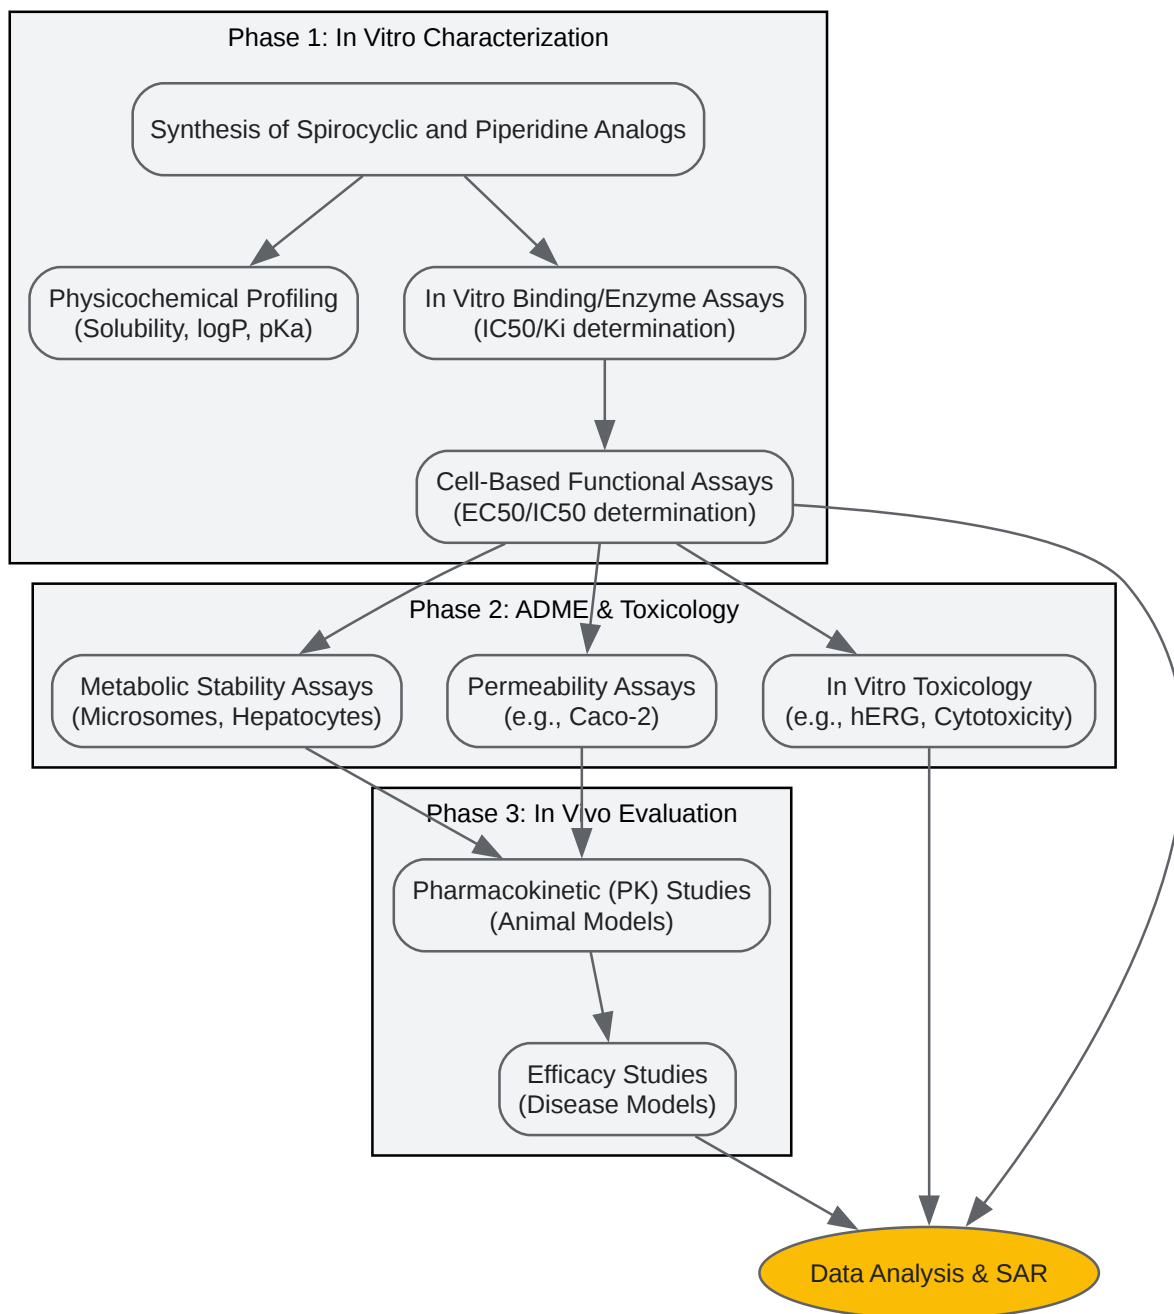 Phase 1: In Vitro Characterization
Synthesis of Spirocyclic and Piperidine Analogs
Physicochemical Profiling
(Solubility, logP, pKa)
In Vitro Binding/Enzyme Assays
(IC50/Ki determination)
Cell-Based Functional Assays
(EC50/IC50 determination)
Phase 2: ADME & Toxicology
Metabolic Stability Assays
(Microsomes, Hepatocytes)
Permeability Assays
(e.g., Caco-2)
In Vitro Toxicology
(e.g., hERG, Cytotoxicity)
Phase 3: In Vivo Evaluation
Pharmacokinetic (PK) Studies
(Animal Models)
Efficacy Studies
(Disease Models)
Data Analysis & SAR